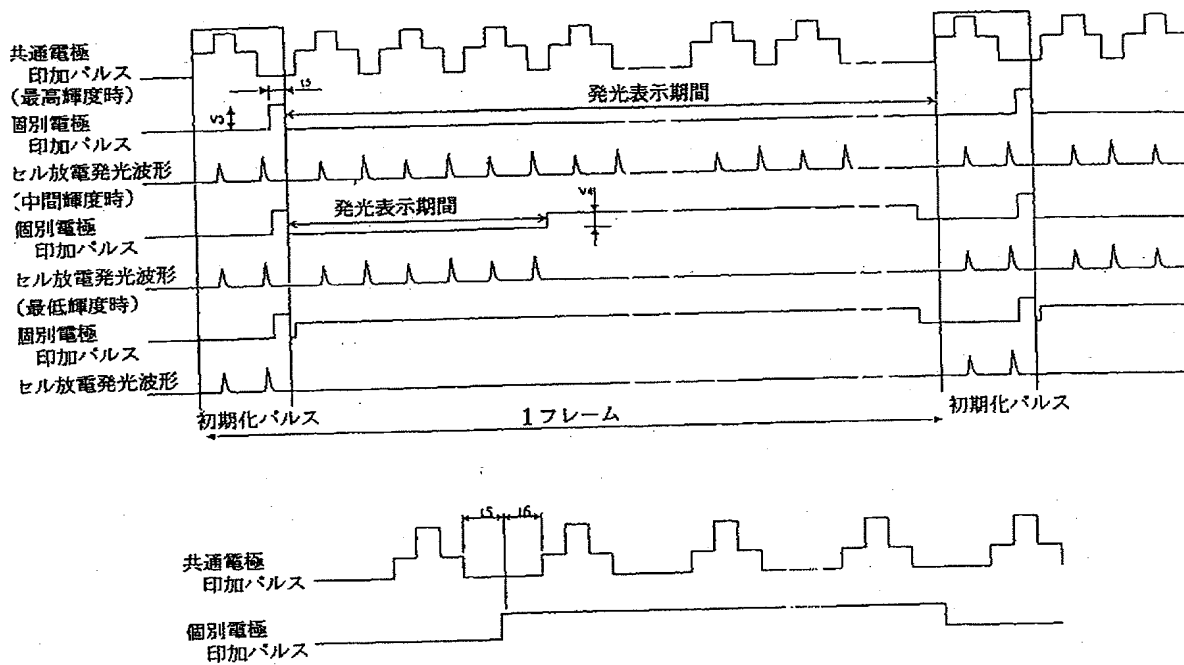 共通電極
印加パルス
(最高輝度時)
t5
発光表示期間
V3
個別電極
印加パルス
セル放電発光波形
(中間輝度時)
V4
発光表示期間
個別電極
印加パルス
セル放電発光波形
(最低輝度時)
個別電極
印加パルス
セル放電発光波形
初期化パルス
1フレーム
初期化パルス
t5 t6
共通電極
印加パルス
個別電極
印加パルス